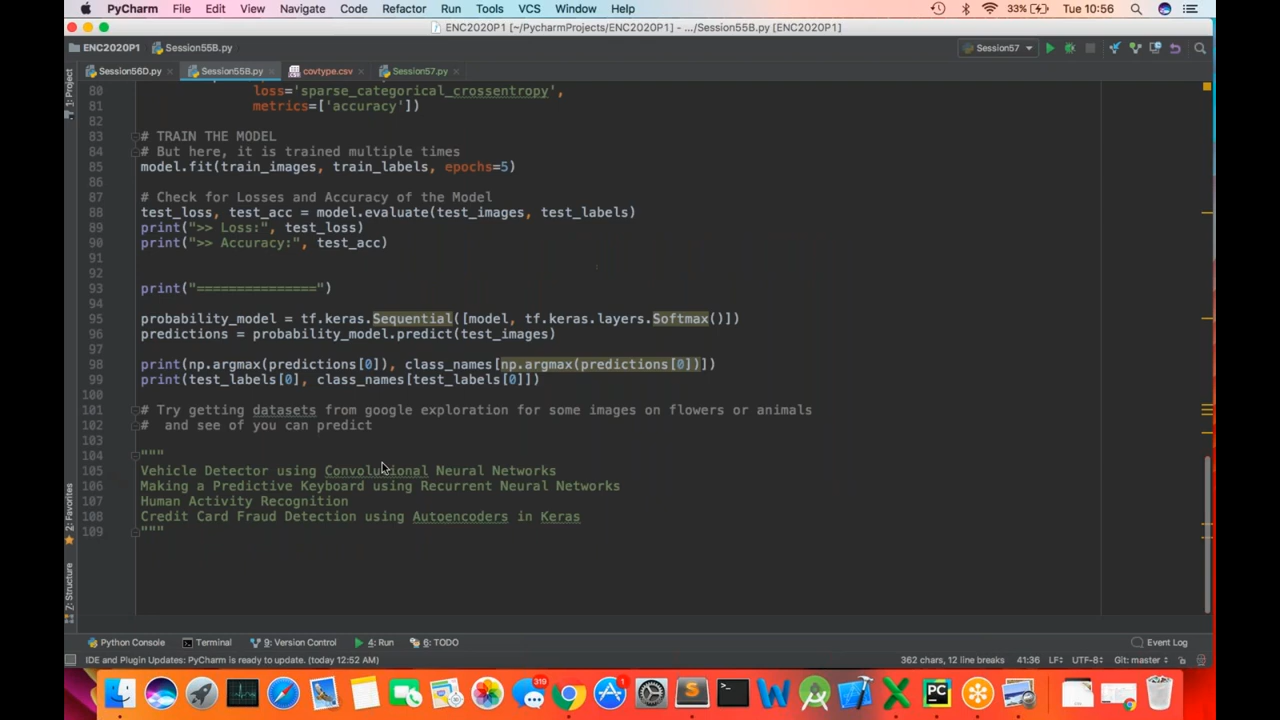 PyCharm File Edit View Navigate Code Refactor Run Tools VCS Window Help 33% Tue 10:56
ENC2020P1 [~/PycharmProjects/ENC2020P1] - .../Session55B.py [ENC2020P1]
ENC2020P1 Session55B.py Session57
Session56D.py Session55B.py covtype.csv Session57.py
1: Project
80 loss='sparse_categorical_crossentropy',
81 metrics=['accuracy'])
82
83 # TRAIN THE MODEL
84 # But here, it is trained multiple times
85 model.fit(train_images, train_labels, epochs=5)
86
87 # Check for Losses and Accuracy of the Model
88 test_loss, test_acc = model.evaluate(test_images, test_labels)
89 print(">> Loss:", test_loss)
90 print(">> Accuracy:", test_acc)
91
92
93 print("===============")
94
95 probability_model = tf.keras.Sequential([model, tf.keras.layers.Softmax()])
96 predictions = probability_model.predict(test_images)
97
98 print(np.argmax(predictions[0]), class_names[np.argmax(predictions[0])])
99 print(test_labels[0], class_names[test_labels[0]])
100
101 # Try getting datasets from google exploration for some images on flowers or animals
102 #  and see of you can predict
103
104 """
105 Vehicle Detector using Convolutional Neural Networks
106 Making a Predictive Keyboard using Recurrent Neural Networks
107 Human Activity Recognition
108 Credit Card Fraud Detection using Autoencoders in Keras
109 """
2: Favorites
7: Structure
Python Console Terminal 9: Version Control 4: Run 6: TODO Event Log
IDE and Plugin Updates: PyCharm is ready to update. (today 12:52 AM) 362 chars, 12 line breaks 41:36 LF÷ UTF-8÷ Git: master÷
319 1
PC